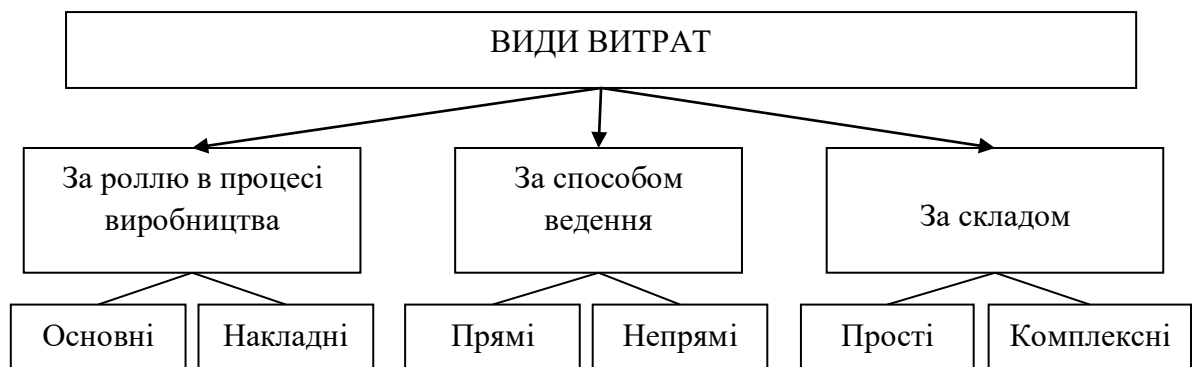 ВИДИ ВИТРАТ
За роллю в процесі
виробництва
За способом
ведення
За складом
Основні
Накладні
Прямі
Непрямі
Прості
Комплексні